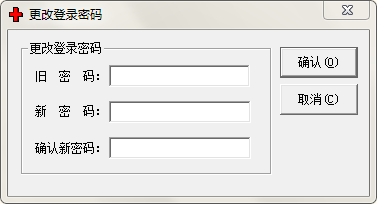 更改登录密码
更改登录密码
旧 密 码：
新 密 码：
确认新密码：
确认(O)
取消(C)